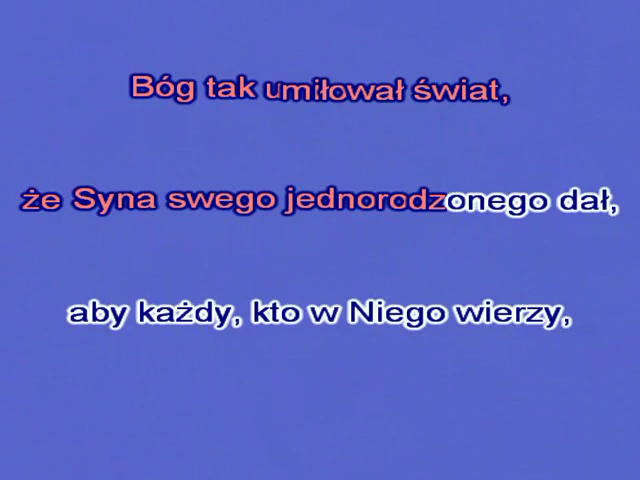 Bóg tak umiłował świat,
że Syna swego jednorodzonego dał,
aby każdy, kto w Niego wierzy,